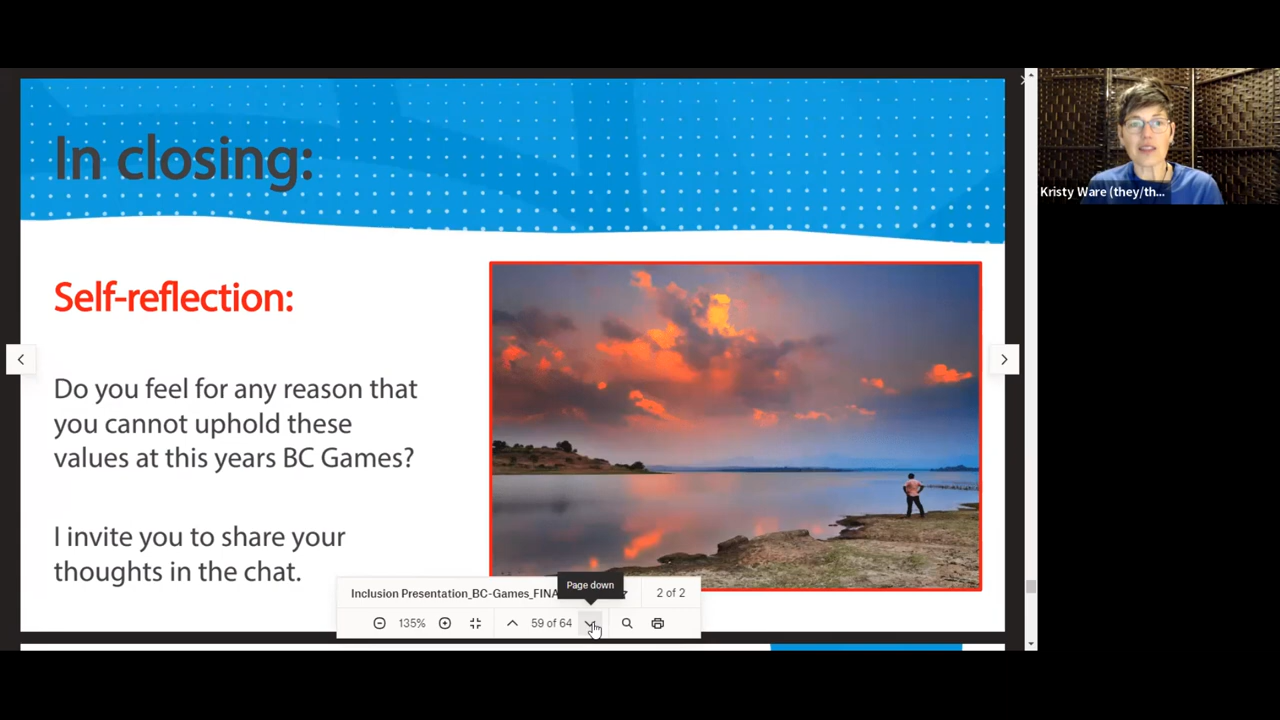 In closing:
Self-reflection:
Do you feel for any reason that
you cannot uphold these
values at this years BC Games?
I invite you to share your
thoughts in the chat.
Kristy Ware (they/th...
Page down
Inclusion Presentation_BC-Games_FINA
2 of 2
135%
59 of 64